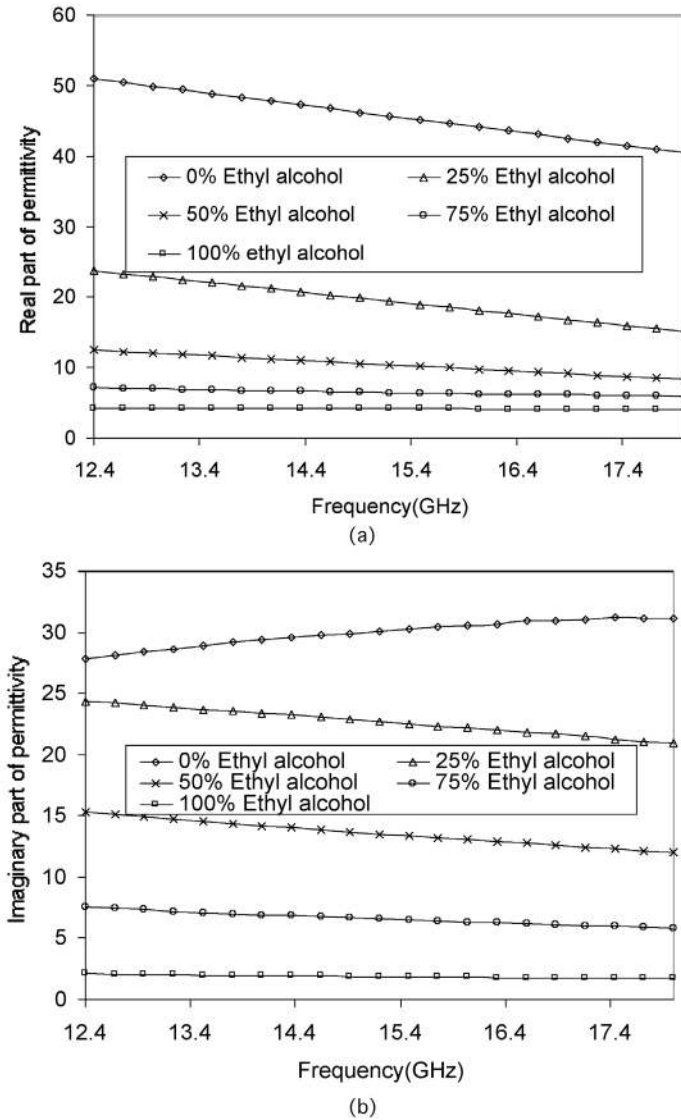 60
50
40
30
20
10
0
Real part of permittivity
0% Ethyl alcohol 25% Ethyl alcohol
50% Ethyl alcohol 75% Ethyl alcohol
100% ethyl alcohol
12.4 13.4 14.4 15.4 16.4 17.4
Frequency(GHz)
(a)
35
30
25
20
15
10
5
0
Imaginary part of permittivity
0% Ethyl alcohol 25% Ethyl alcohol
50% Ethyl alcohol 75% Ethyl alcohol
100% Ethyl alcohol
12.4 13.4 14.4 15.4 16.4 17.4
Frequency(GHz)
(b)